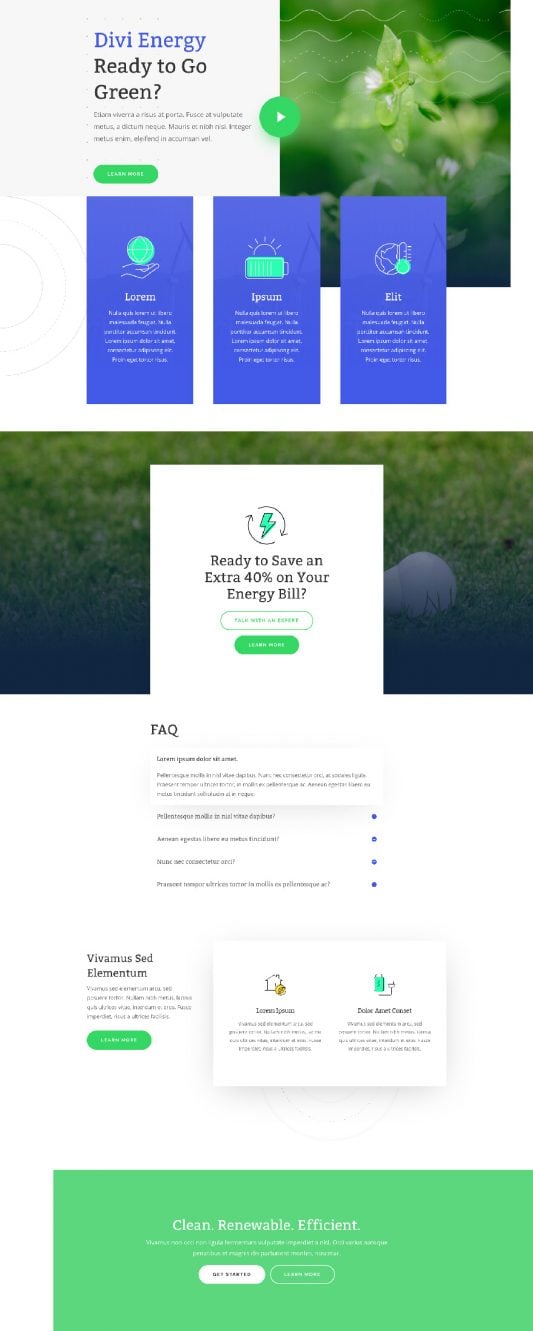 Divi Energy
Ready to Go
Green?
Etiam viverra a risus at porta. Fusce at vulputate
metus, a dictum neque. Mauris et nibh nisl. Integer
metus enim, eleifend in accumsan vel.
LEARN MORE
Lorem
Nulla quis lorem ut libero
malesuada feugiat. Nulla
porttitor accumsan tincidunt.
Lorem ipsum dolor sit amet,
consectetur adipiscing elit.
Proin eget tortor risus.
Ipsum
Nulla quis lorem ut libero
malesuada feugiat. Nulla
porttitor accumsan tincidunt.
Lorem ipsum dolor sit amet,
consectetur adipiscing elit.
Proin eget tortor risus.
Elit
Nulla quis lorem ut libero
malesuada feugiat. Nulla
porttitor accumsan tincidunt.
Lorem ipsum dolor sit amet,
consectetur adipiscing elit.
Proin eget tortor risus.
Ready to Save an
Extra 40% on Your
Energy Bill?
TALK WITH AN EXPERT
LEARN MORE
FAQ
Lorem ipsum dolor sit amet.
Pellentesque mollis in nisl vitae dapibus. Nunc nec consectetur orci, at sodales ligula.
Praesent tempor ultrices tortor, in mollis ex pellentesque ac. Aenean egestas libero eu
metus tincidunt sollicitudin at in neque.
Pellentesque mollis in nisl vitae dapibus?
Aenean egestas libero eu metus tincidunt?
Nunc nec consectetur orci?
Praesent tempor ultrices tortor in mollis ex pellentesque ac?
Vivamus Sed
Elementum
Vivamus sed elementum arcu, sed
posuere tortor. Nullam nibh metus,
quis ultrices vitae, interdum et eros. Fusce
imperdiet, risus a ultrices facilisis.
LEARN MORE
Lorem Ipsum
Vivamus sed elementum arcu, sed
posuere tortor. Nullam nibh metus,
quis ultrices vitae, interdum et eros. Fusce
imperdiet, risus a ultrices facilisis.
Dolor Amet Conset
Vivamus sed elementum arcu, sed
posuere tortor. Nullam nibh metus,
quis ultrices vitae, interdum et eros. Fusce
imperdiet, risus a ultrices facilisis.
Clean. Renewable. Efficient.
Vivamus non orci non ligula fermentum vulputate imperdiet a nisl. Orci varius natoque
penatibus et magnis dis parturient montes, nascetur.
GET STARTED
LEARN MORE